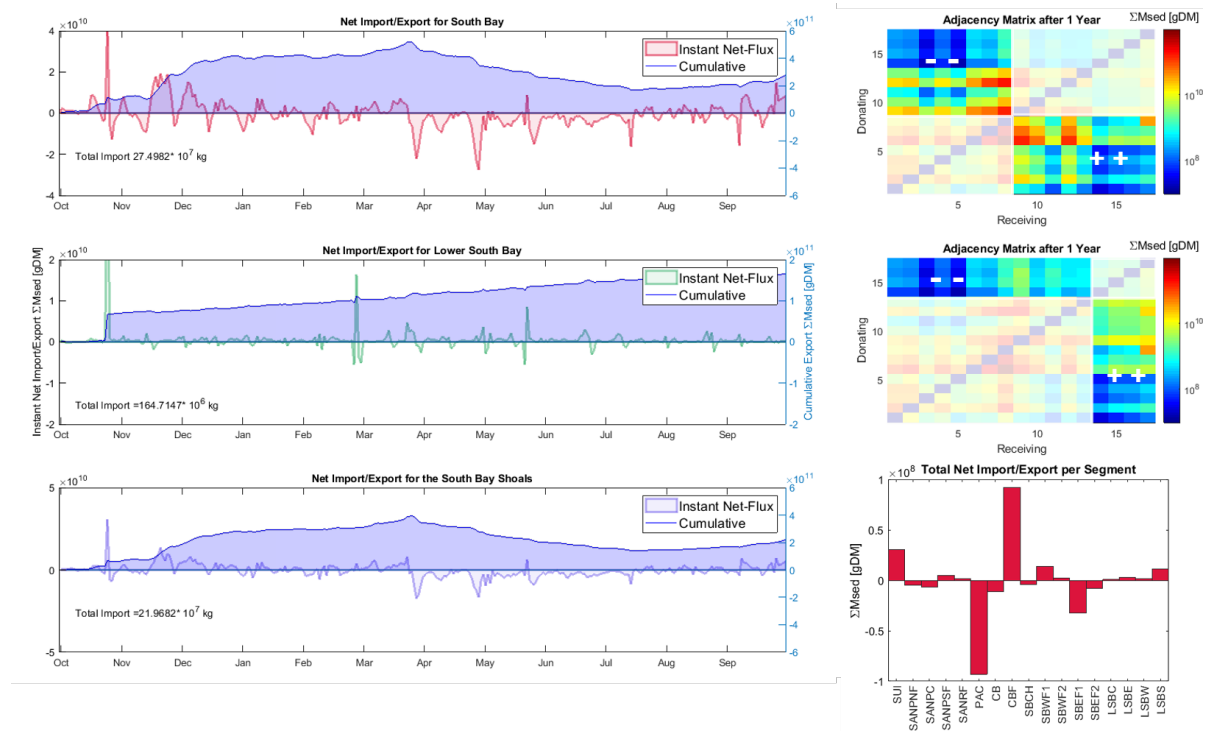 Net Import/Export for South Bay
×10^10
×10^11
4
2
0
-2
-4
6
4
2
0
-2
-4
-6
Instant Net-Flux
Cumulative
Total Import 27.4982* 10^7 kg
Oct Nov Dec Jan Feb Mar Apr May Jun Jul Aug Sep
Adjacency Matrix after 1 Year
ΣMsed [gDM]
Donating
15
10
5
- -
+ +
5 10 15
Receiving
10^10
10^8
Net Import/Export for Lower South Bay
×10^10
×10^11
Instant Net Import/Export ΣMsed [gDM]
2
1
0
-1
-2
2
1
0
-1
-2
Cumulative Export ΣMsed [gDM]
Instant Net-Flux
Cumulative
Total Import =164.7147* 10^6 kg
Oct Nov Dec Jan Feb Mar Apr May Jun Jul Aug Sep
Adjacency Matrix after 1 Year
ΣMsed [gDM]
Donating
15
10
5
- -
+ +
5 10 15
Receiving
10^10
10^8
Net Import/Export for the South Bay Shoals
×10^10
×10^11
5
0
-5
6
4
2
0
-2
-4
-6
Instant Net-Flux
Cumulative
Total Import =21.9682* 10^7 kg
Oct Nov Dec Jan Feb Mar Apr May Jun Jul Aug Sep
Total Net Import/Export per Segment
×10^8
ΣMsed [gDM]
1
0.5
0
-0.5
-1
SUI
SANPNF
SANPC
SANPSF
SANRF
PAC
CB
CBF
SBCH
SBWF1
SBWF2
SBEF1
SBEF2
LSBC
LSBE
LSBW
LSBS